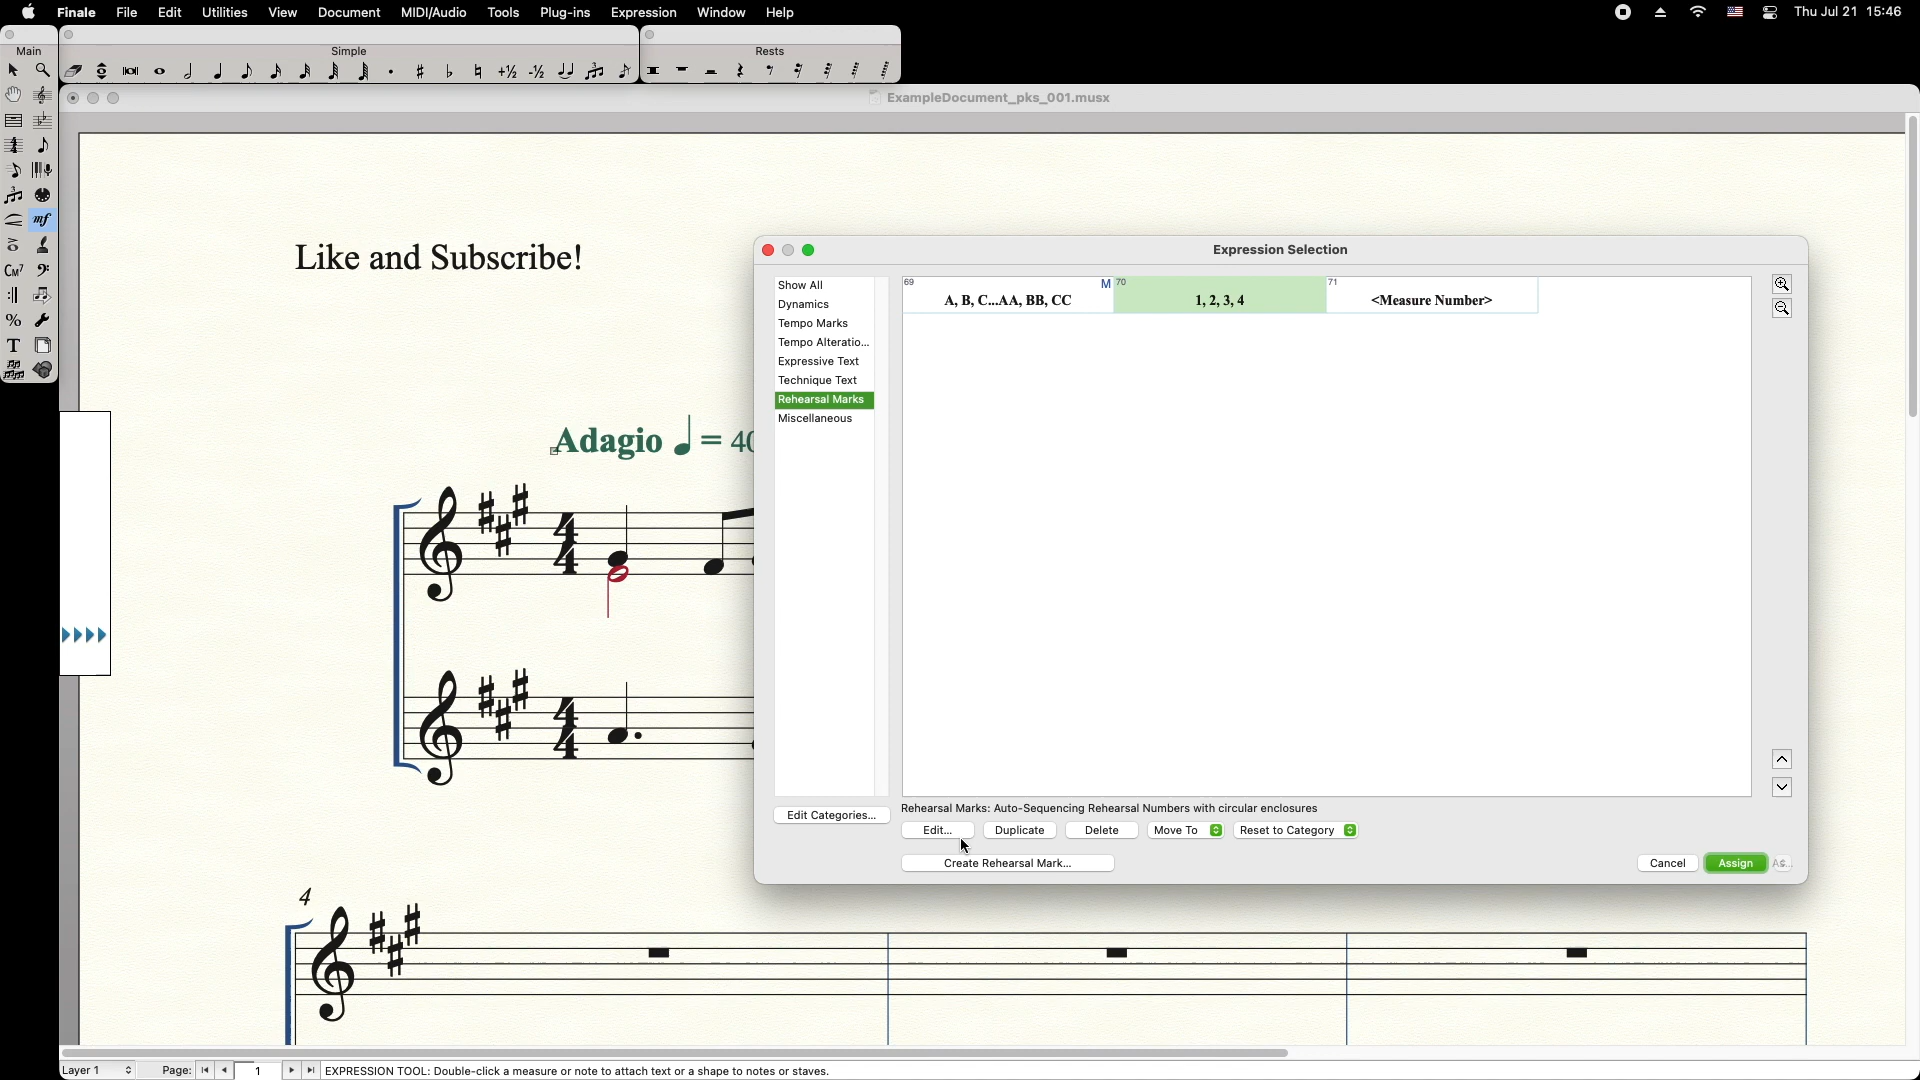 Finale File Edit Utilities View Document MIDI/Audio Tools Plug-ins Expression Window Help Thu Jul 21 15:46
Main
Simple
Rests
ExampleDocument_pks_001.musx
Like and Subscribe!
Adagio = 40
4
Expression Selection
Show All
Dynamics
Tempo Marks
Tempo Alteratio...
Expressive Text
Technique Text
Rehearsal Marks
Miscellaneous
69 A, B, C...AA, BB, CC M
70 1, 2, 3, 4
71 <Measure Number>
Rehearsal Marks: Auto-Sequencing Rehearsal Numbers with circular enclosures
Edit Categories...
Edit... Duplicate Delete Move To Reset to Category
Create Rehearsal Mark... Cancel Assign
Layer 1 Page: 1 EXPRESSION TOOL: Double-click a measure or note to attach text or a shape to notes or staves.